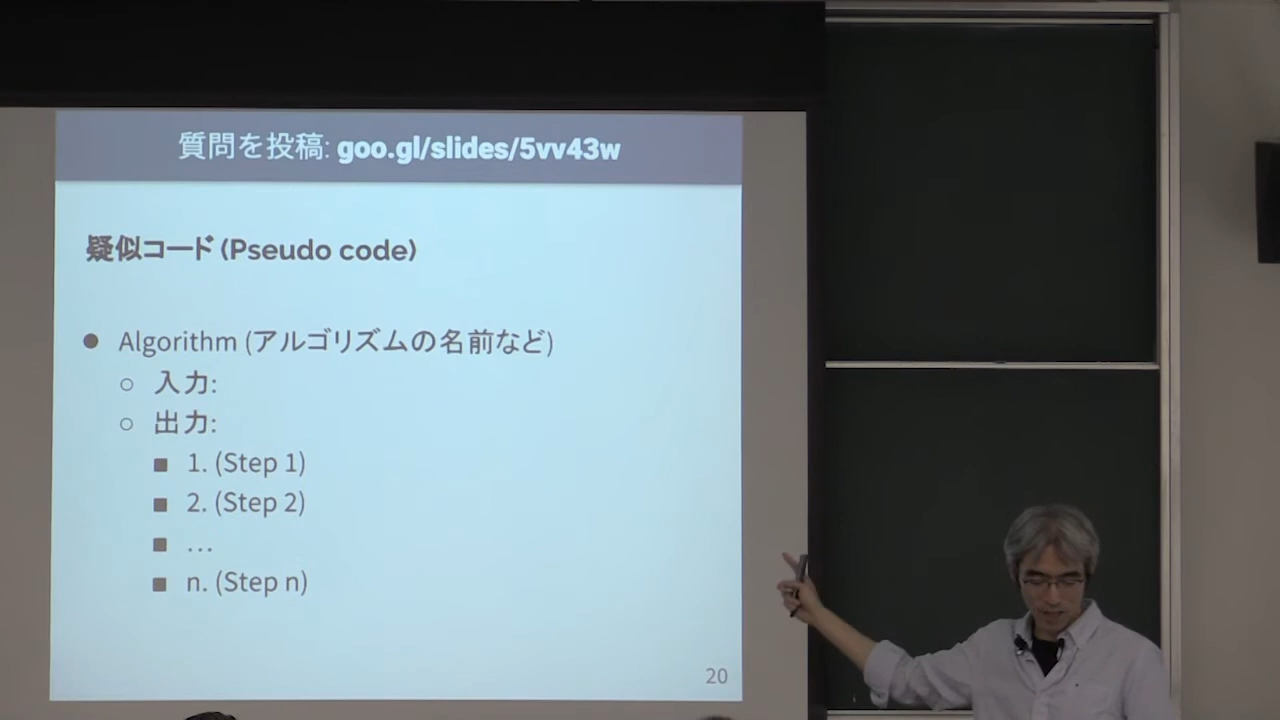 質問を投稿: goo.gl/slides/5vv43w
疑似コード (Pseudo code)
● Algorithm (アルゴリズムの名前など)
○ 入力:
○ 出力:
■ 1. (Step 1)
■ 2. (Step 2)
■ …
■ n. (Step n)
20